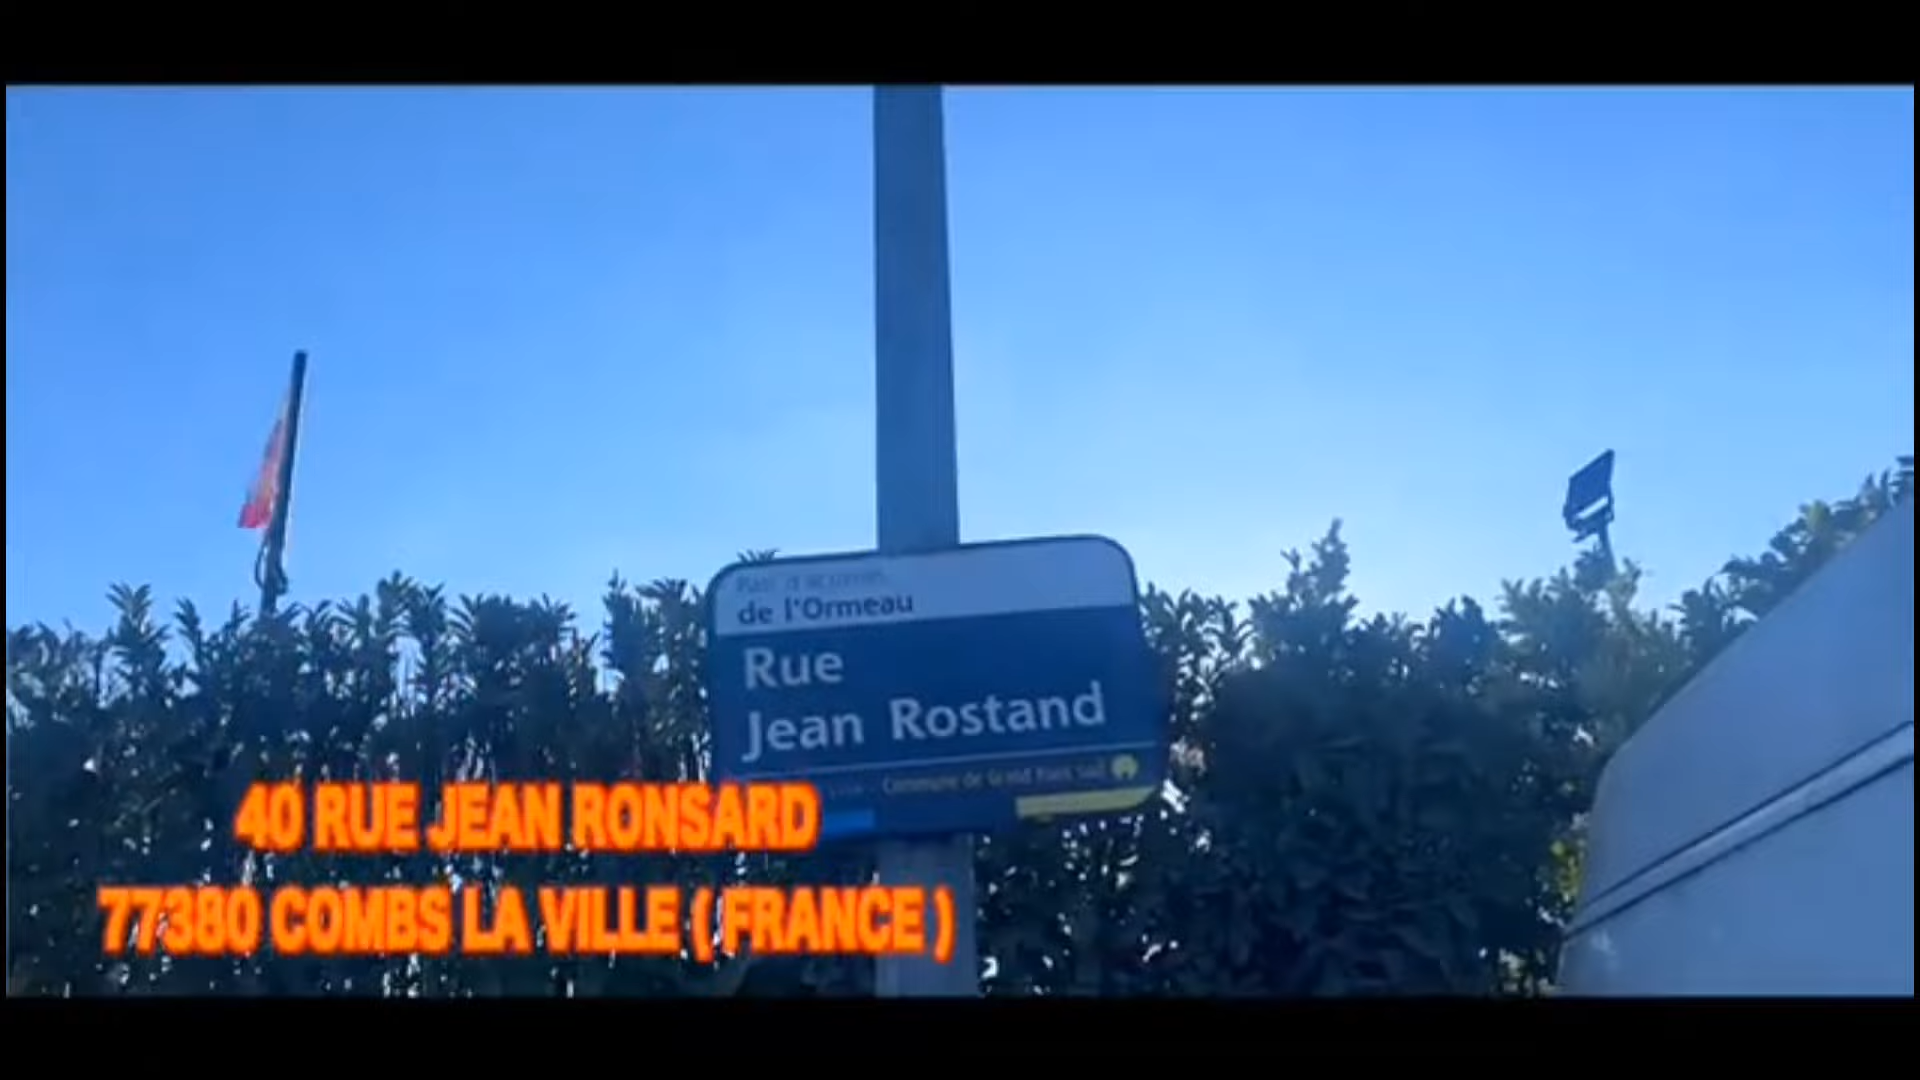 de l'Ormeau
Rue
Jean Rostand
Commune de Grand Paris Sud
40 RUE JEAN RONSARD
77380 COMBS LA VILLE ( FRANCE )